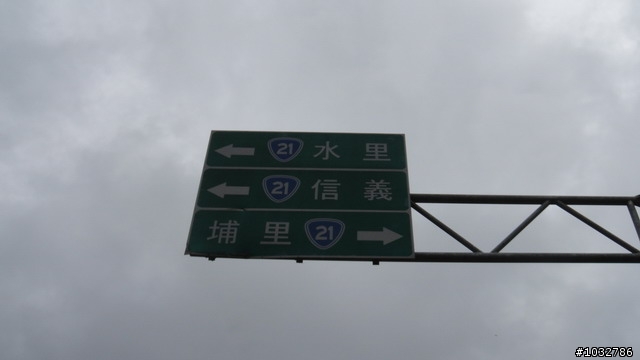 ← 21 水里
← 21 信義
埔里 21 →
#1032786